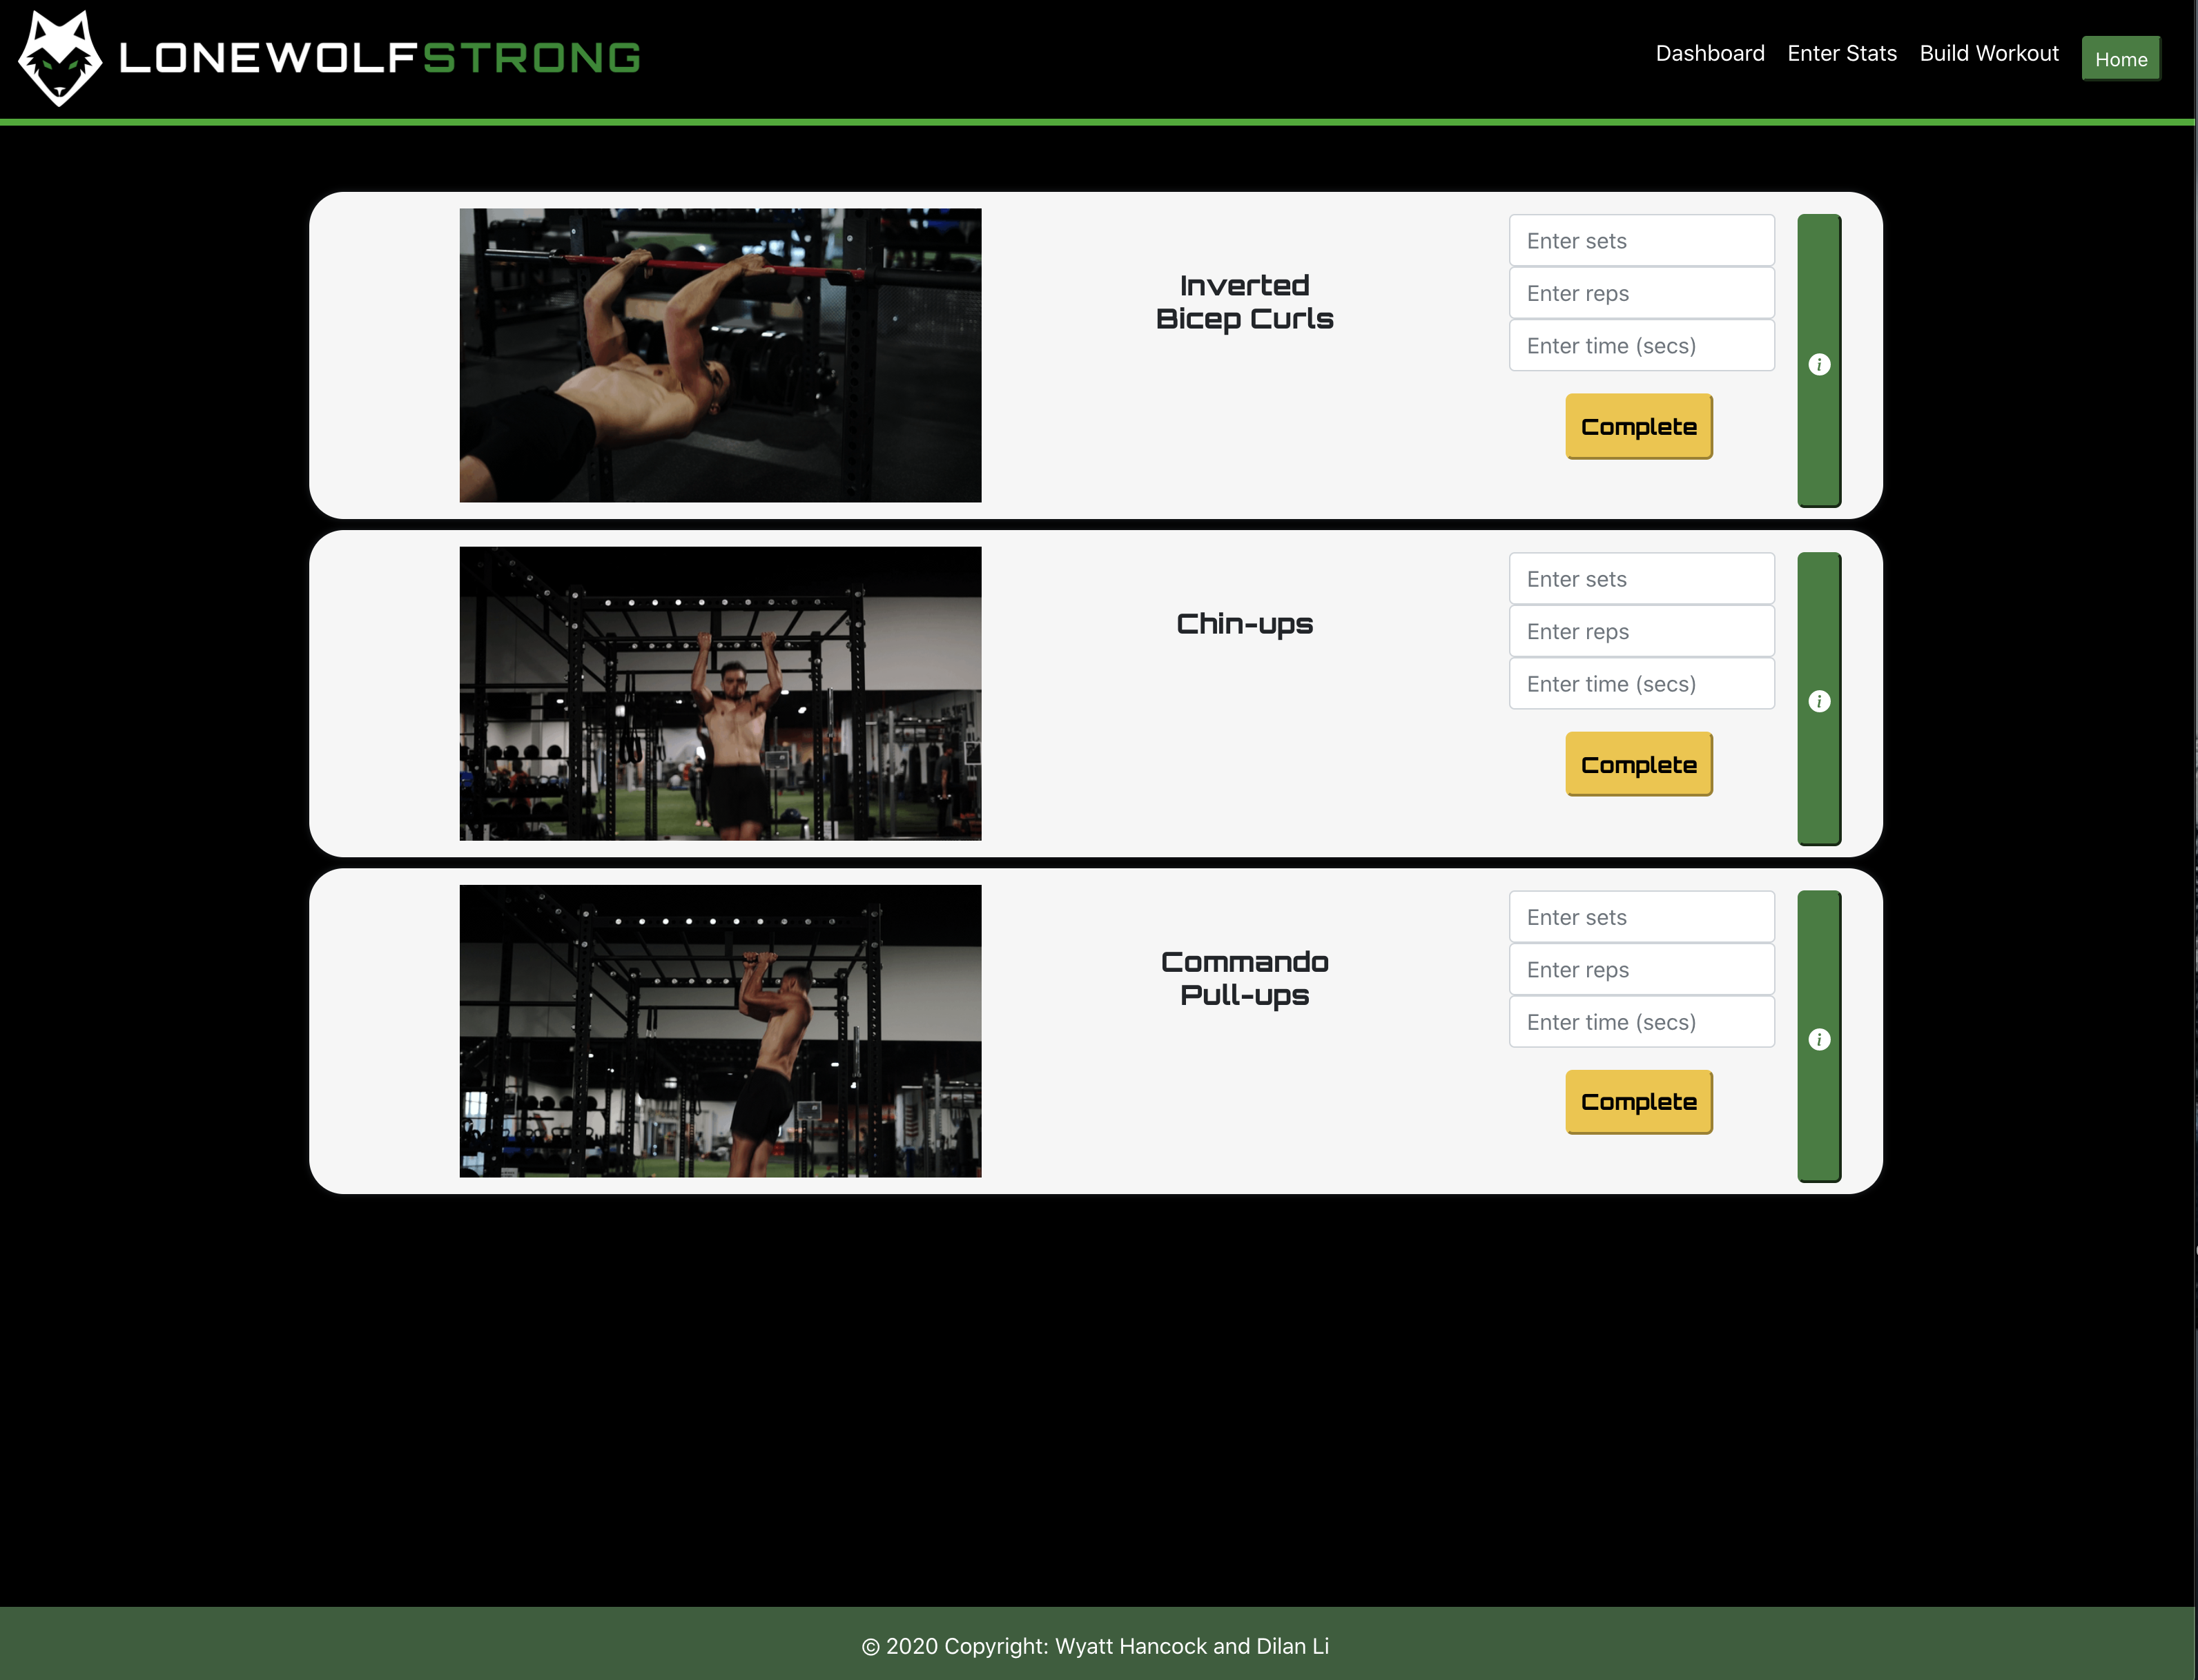 LONEWOLFSTRONG
Dashboard Enter Stats Build Workout Home
Inverted
Bicep Curls
Enter sets
Enter reps
Enter time (secs)
Complete
i
Chin-ups
Enter sets
Enter reps
Enter time (secs)
Complete
i
Commando
Pull-ups
Enter sets
Enter reps
Enter time (secs)
Complete
i
© 2020 Copyright: Wyatt Hancock and Dilan Li